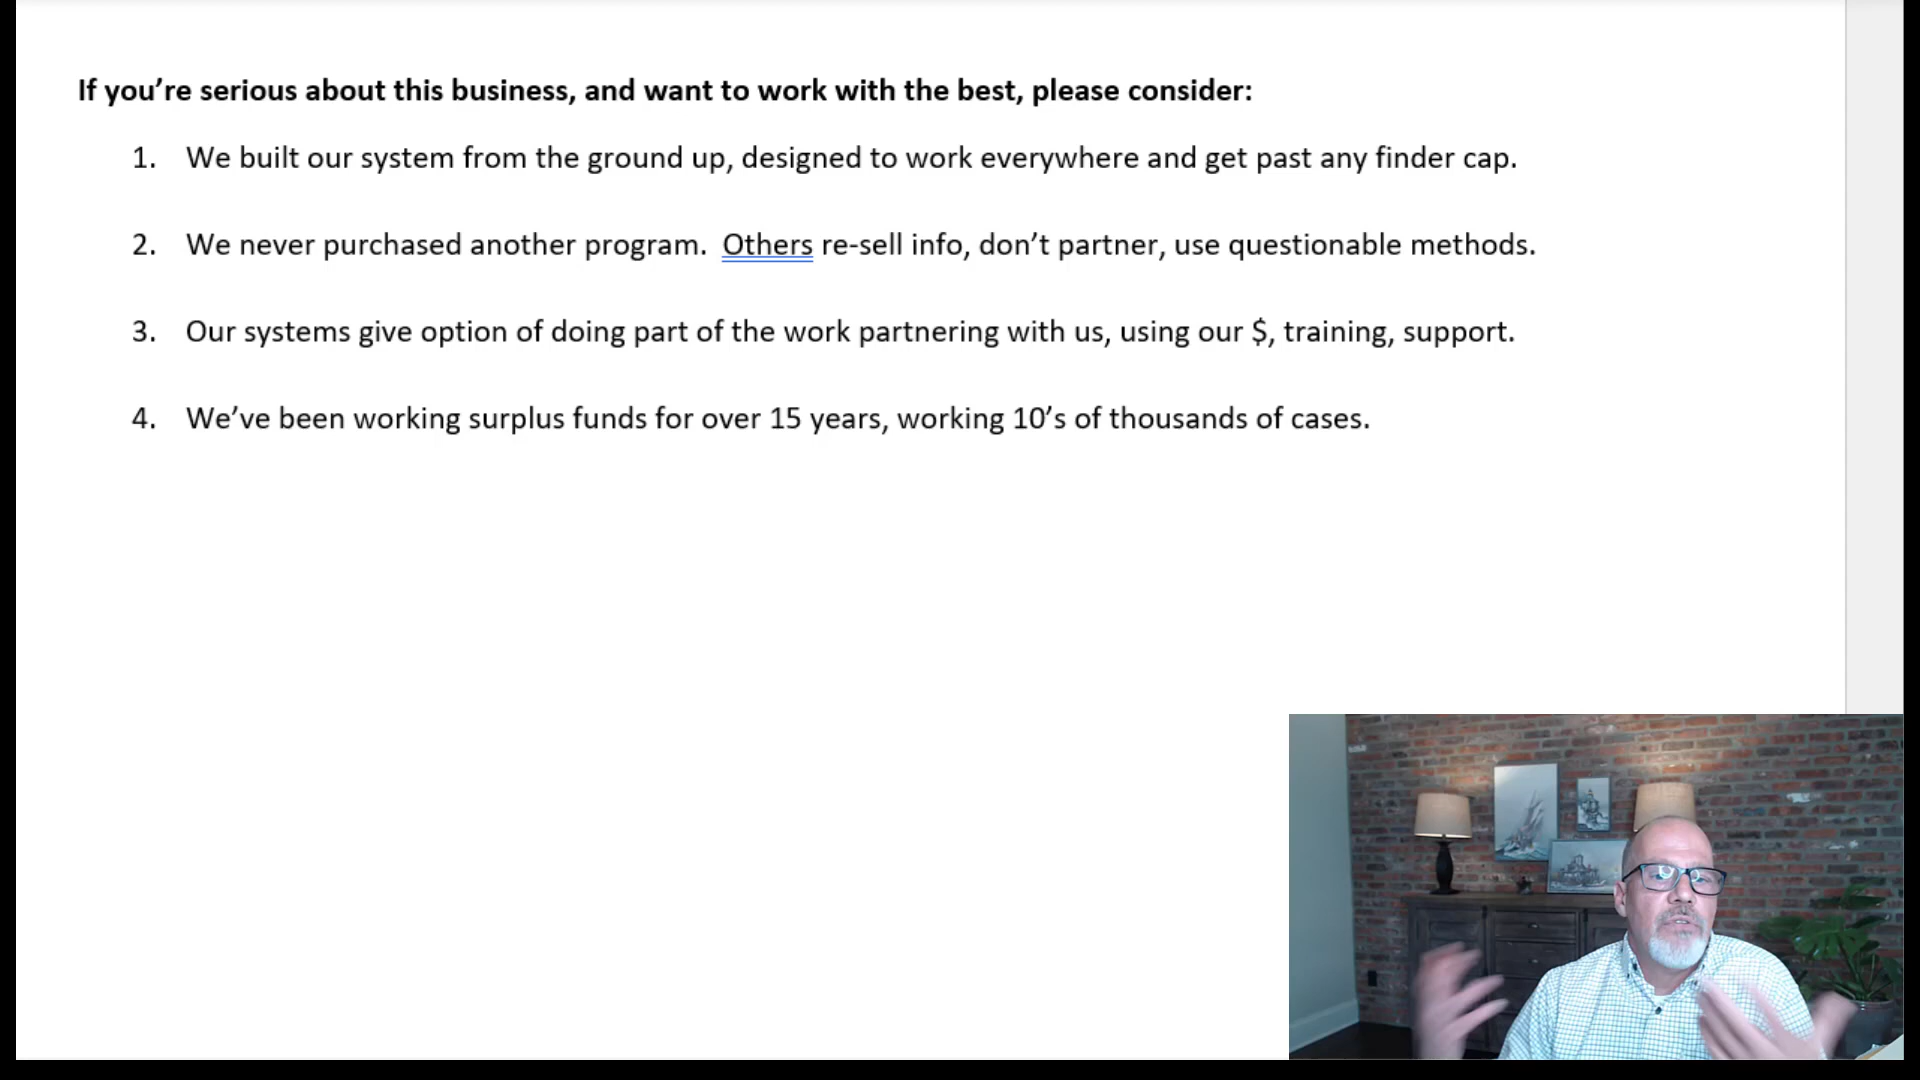 If you’re serious about this business, and want to work with the best, please consider:
1. We built our system from the ground up, designed to work everywhere and get past any finder cap.
2. We never purchased another program.  Others re-sell info, don’t partner, use questionable methods.
3. Our systems give option of doing part of the work partnering with us, using our $, training, support.
4. We’ve been working surplus funds for over 15 years, working 10’s of thousands of cases.